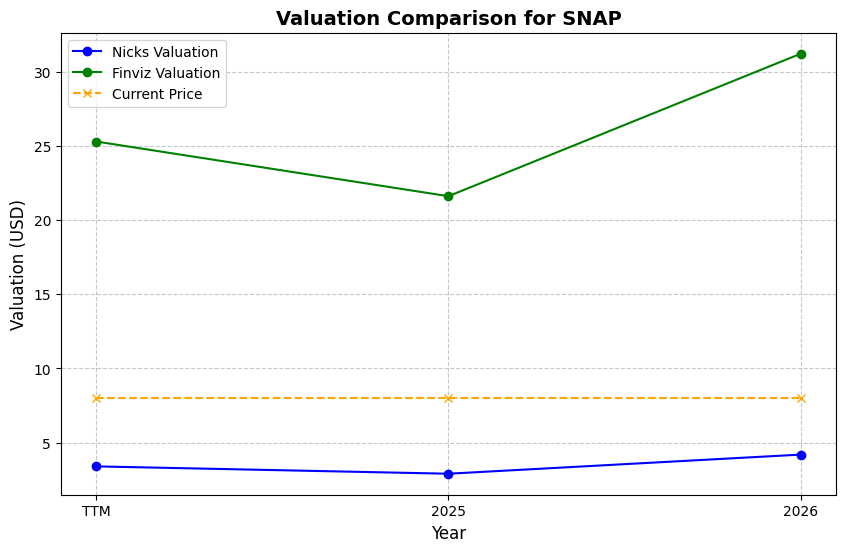 Valuation Comparison for SNAP
Nicks Valuation
Finviz Valuation
Current Price
Valuation (USD)
30
25
20
15
10
5
TTM
2025
2026
Year